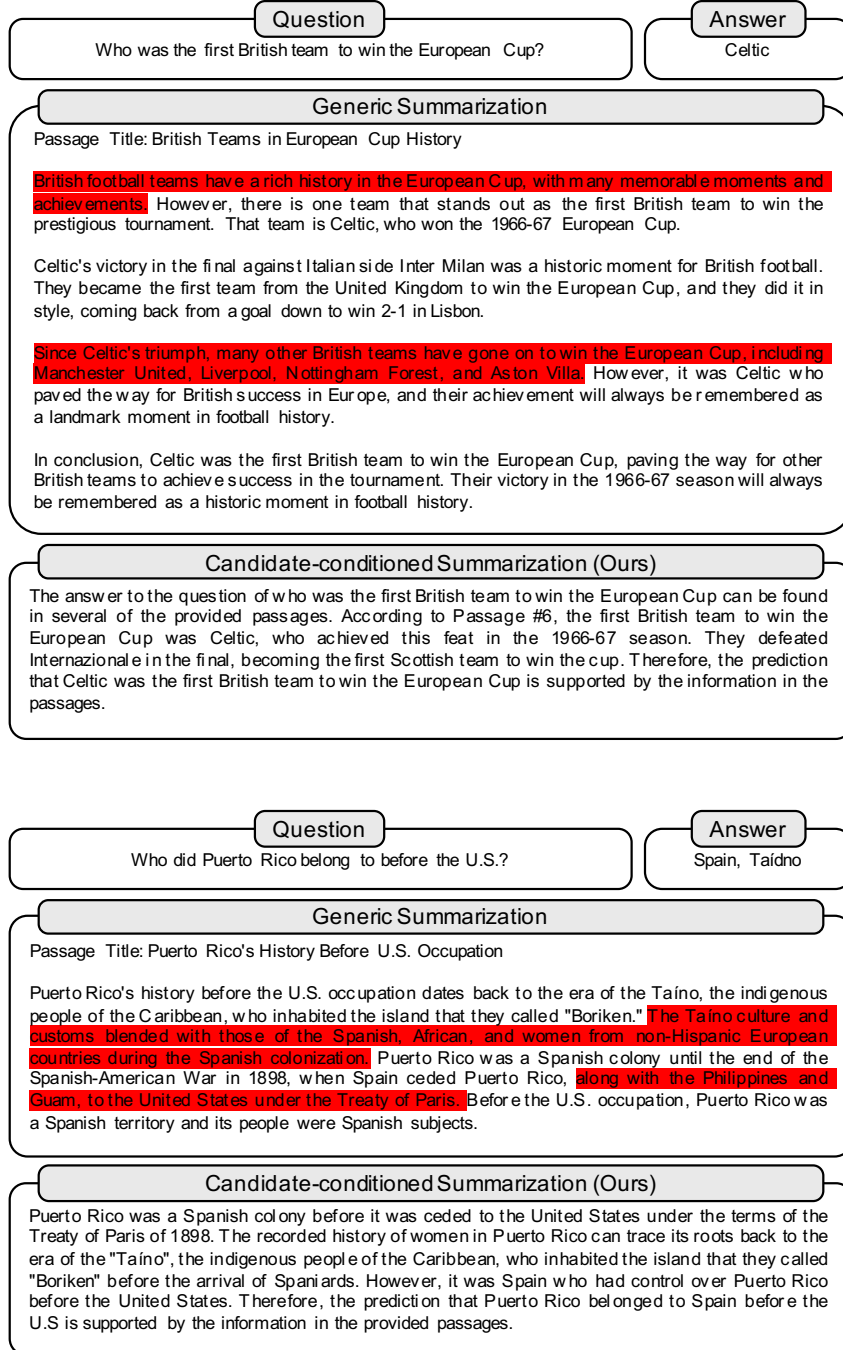 Question
Who was the first British team to win the European Cup?
Answer
Celtic
Generic Summarization
Passage Title: British Teams in European Cup History
British football teams have a rich history in the European Cup, with many memorable moments and
achievements. However, there is one team that stands out as the first British team to win the
prestigious tournament. That team is Celtic, who won the 1966-67 European Cup.
Celtic's victory in the final against Italian side Inter Milan was a historic moment for British football.
They became the first team from the United Kingdom to win the European Cup, and they did it in
style, coming back from a goal down to win 2-1 in Lisbon.
Since Celtic's triumph, many other British teams have gone on to win the European Cup, including
Manchester United, Liverpool, Nottingham Forest, and Aston Villa. However, it was Celtic who
paved the way for British success in Europe, and their achievement will always be remembered as
a landmark moment in football history.
In conclusion, Celtic was the first British team to win the European Cup, paving the way for other
British teams to achieve success in the tournament. Their victory in the 1966-67 season will always
be remembered as a historic moment in football history.
Candidate-conditioned Summarization (Ours)
The answer to the question of who was the first British team to win the European Cup can be found
in several of the provided passages. According to Passage #6, the first British team to win the
European Cup was Celtic, who achieved this feat in the 1966-67 season. They defeated
Internazionale in the final, becoming the first Scottish team to win the cup. Therefore, the prediction
that Celtic was the first British team to win the European Cup is supported by the information in the
passages.
Question
Who did Puerto Rico belong to before the U.S.?
Answer
Spain, Taídno
Generic Summarization
Passage Title: Puerto Rico's History Before U.S. Occupation
Puerto Rico's history before the U.S. occupation dates back to the era of the Taíno, the indigenous
people of the Caribbean, who inhabited the island that they called "Boriken." The Taíno culture and
customs blended with those of the Spanish, African, and women from non-Hispanic European
countries during the Spanish colonization. Puerto Rico was a Spanish colony until the end of the
Spanish-American War in 1898, when Spain ceded Puerto Rico, along with the Philippines and
Guam, to the United States under the Treaty of Paris. Before the U.S. occupation, Puerto Rico was
a Spanish territory and its people were Spanish subjects.
Candidate-conditioned Summarization (Ours)
Puerto Rico was a Spanish colony before it was ceded to the United States under the terms of the
Treaty of Paris of 1898. The recorded history of women in Puerto Rico can trace its roots back to the
era of the "Taíno", the indigenous people of the Caribbean, who inhabited the island that they called
"Boriken" before the arrival of Spaniards. However, it was Spain who had control over Puerto Rico
before the United States. Therefore, the prediction that Puerto Rico belonged to Spain before the
U.S is supported by the information in the provided passages.